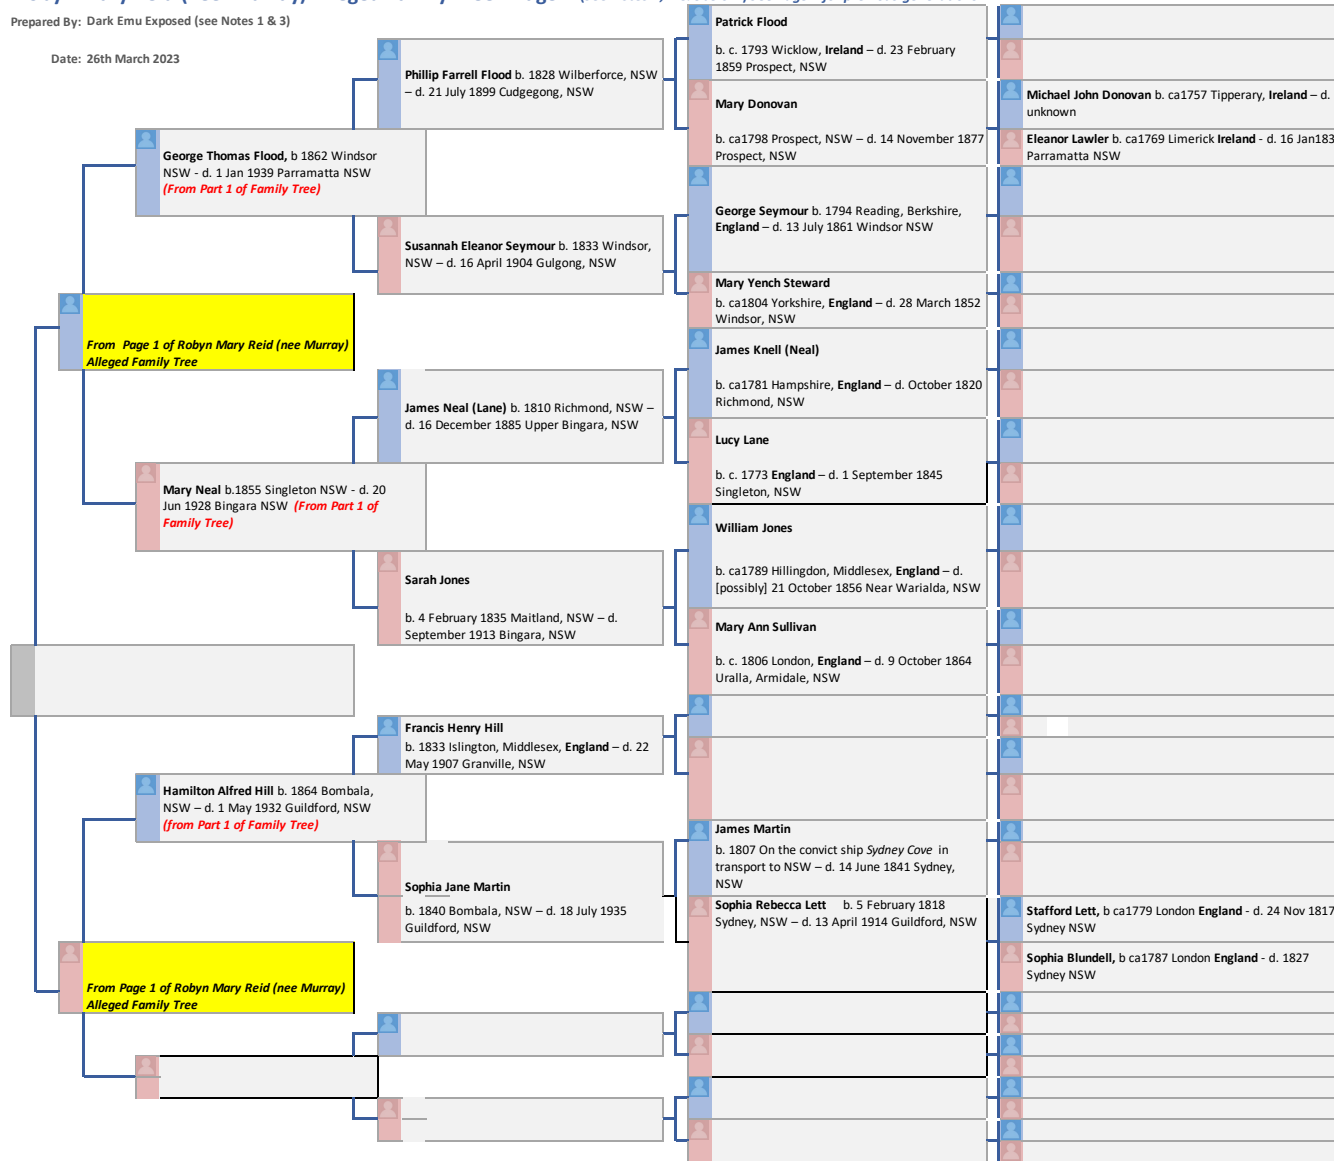 Prepared By: Dark Emu Exposed (see Notes 1 & 3)
Date: 26th March 2023
Phillip Farrell Flood b. 1828 Wilberforce, NSW
– d. 21 July 1899 Cudgegong, NSW
George Thomas Flood, b 1862 Windsor
NSW - d. 1 Jan 1939 Parramatta NSW
(From Part 1 of Family Tree)
Susannah Eleanor Seymour b. 1833 Windsor,
NSW – d. 16 April 1904 Gulgong, NSW
From Page 1 of Robyn Mary Reid (nee Murray)
Alleged Family Tree
James Neal (Lane) b. 1810 Richmond, NSW –
d. 16 December 1885 Upper Bingara, NSW
Mary Neal b.1855 Singleton NSW - d. 20
Jun 1928 Bingara NSW (From Part 1 of
Family Tree)
Sarah Jones
b. 4 February 1835 Maitland, NSW – d.
September 1913 Bingara, NSW
Francis Henry Hill
b. 1833 Islington, Middlesex, England – d. 22
May 1907 Granville, NSW
Hamilton Alfred Hill b. 1864 Bombala,
NSW – d. 1 May 1932 Guildford, NSW
(from Part 1 of Family Tree)
Sophia Jane Martin
b. 1840 Bombala, NSW – d. 18 July 1935
Guildford, NSW
From Page 1 of Robyn Mary Reid (nee Murray)
Alleged Family Tree
Patrick Flood
b. c. 1793 Wicklow, Ireland – d. 23 February
1859 Prospect, NSW
Mary Donovan
b. ca1798 Prospect, NSW – d. 14 November 1877
Prospect, NSW
George Seymour b. 1794 Reading, Berkshire,
England – d. 13 July 1861 Windsor NSW
Mary Yench Steward
b. ca1804 Yorkshire, England – d. 28 March 1852
Windsor, NSW
James Knell (Neal)
b. ca1781 Hampshire, England – d. October 1820
Richmond, NSW
Lucy Lane
b. c. 1773 England – d. 1 September 1845
Singleton, NSW
William Jones
b. ca1789 Hillingdon, Middlesex, England – d.
[possibly] 21 October 1856 Near Warialda, NSW
Mary Ann Sullivan
b. c. 1806 London, England – d. 9 October 1864
Uralla, Armidale, NSW
James Martin
b. 1807 On the convict ship Sydney Cove in
transport to NSW – d. 14 June 1841 Sydney,
NSW
Sophia Rebecca Lett b. 5 February 1818
Sydney, NSW – d. 13 April 1914 Guildford, NSW
Michael John Donovan b. ca1757 Tipperary, Ireland – d.
unknown
Eleanor Lawler b. ca1769 Limerick Ireland - d. 16 Jan183
Parramatta NSW
Stafford Lett, b ca1779 London England - d. 24 Nov 1817
Sydney NSW
Sophia Blundell, b ca1787 London England - d. 1827
Sydney NSW